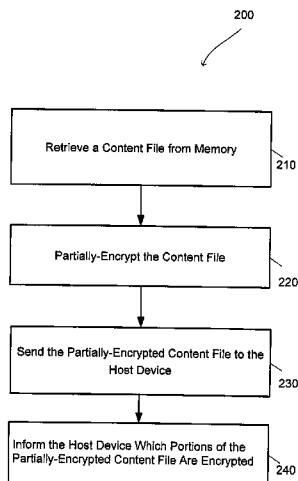 200
Retrieve a Content File from Memory
210
Partially-Encrypt the Content File
220
Send the Partially-Encrypted Content File to the
Host Device
230
Inform the Host Device Which Portions of the
Partially-Encrypted Content File Are Encrypted
240